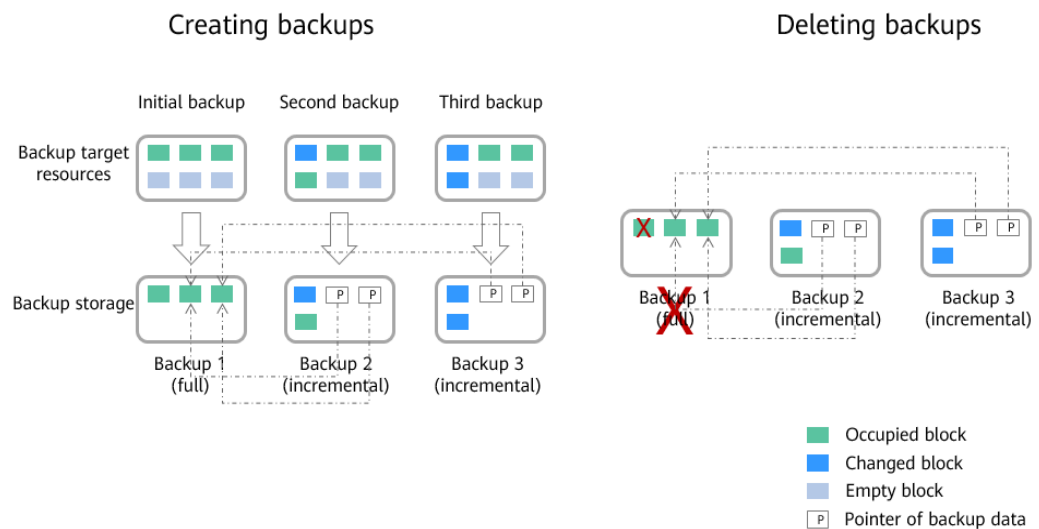 Creating backups
Deleting backups
Initial backup
Second backup
Third backup
Backup target
resources
Backup storage
P
P
P
P
Backup 1
(full)
Backup 2
(incremental)
Backup 3
(incremental)
P
P
P
P
X
Backup 1
(full)
X
Backup 2
(incremental)
Backup 3
(incremental)
Occupied block
Changed block
Empty block
P
Pointer of backup data